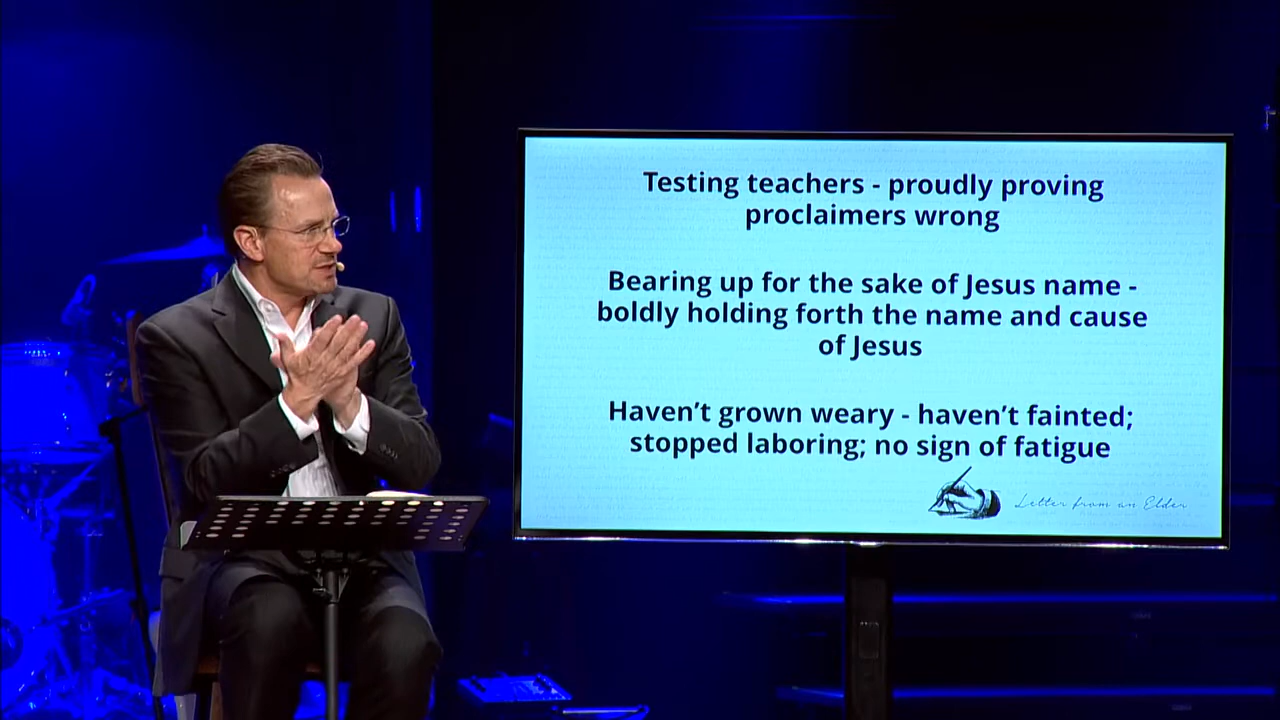 Testing teachers - proudly proving
proclaimers wrong
Bearing up for the sake of Jesus name -
boldly holding forth the name and cause
of Jesus
Haven’t grown weary - haven’t fainted;
stopped laboring; no sign of fatigue
Letter from an Elder